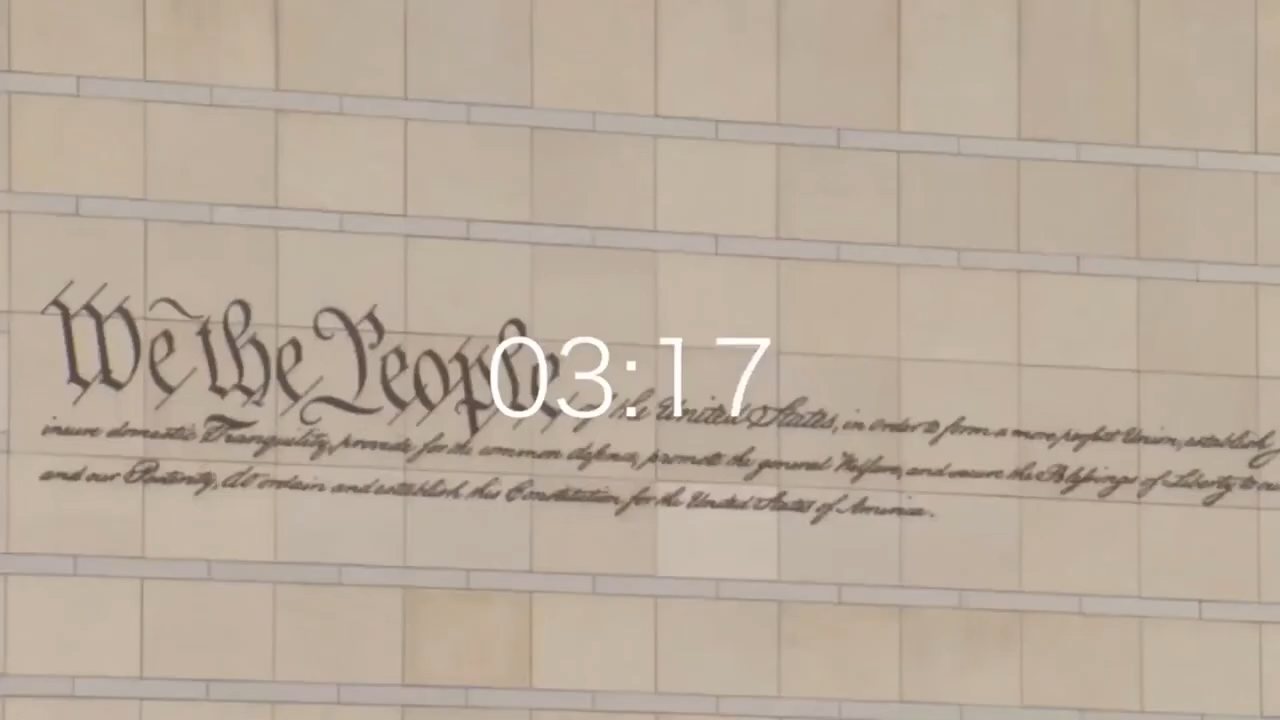 We the People of the United States, in order to form a more perfect Union, establish
insure domestic Tranquility, provide for the common defence, promote the general Welfare, and secure the Blessings of Liberty to ou
and our Posterity, do ordain and establish this Constitution for the United States of America.
03:17